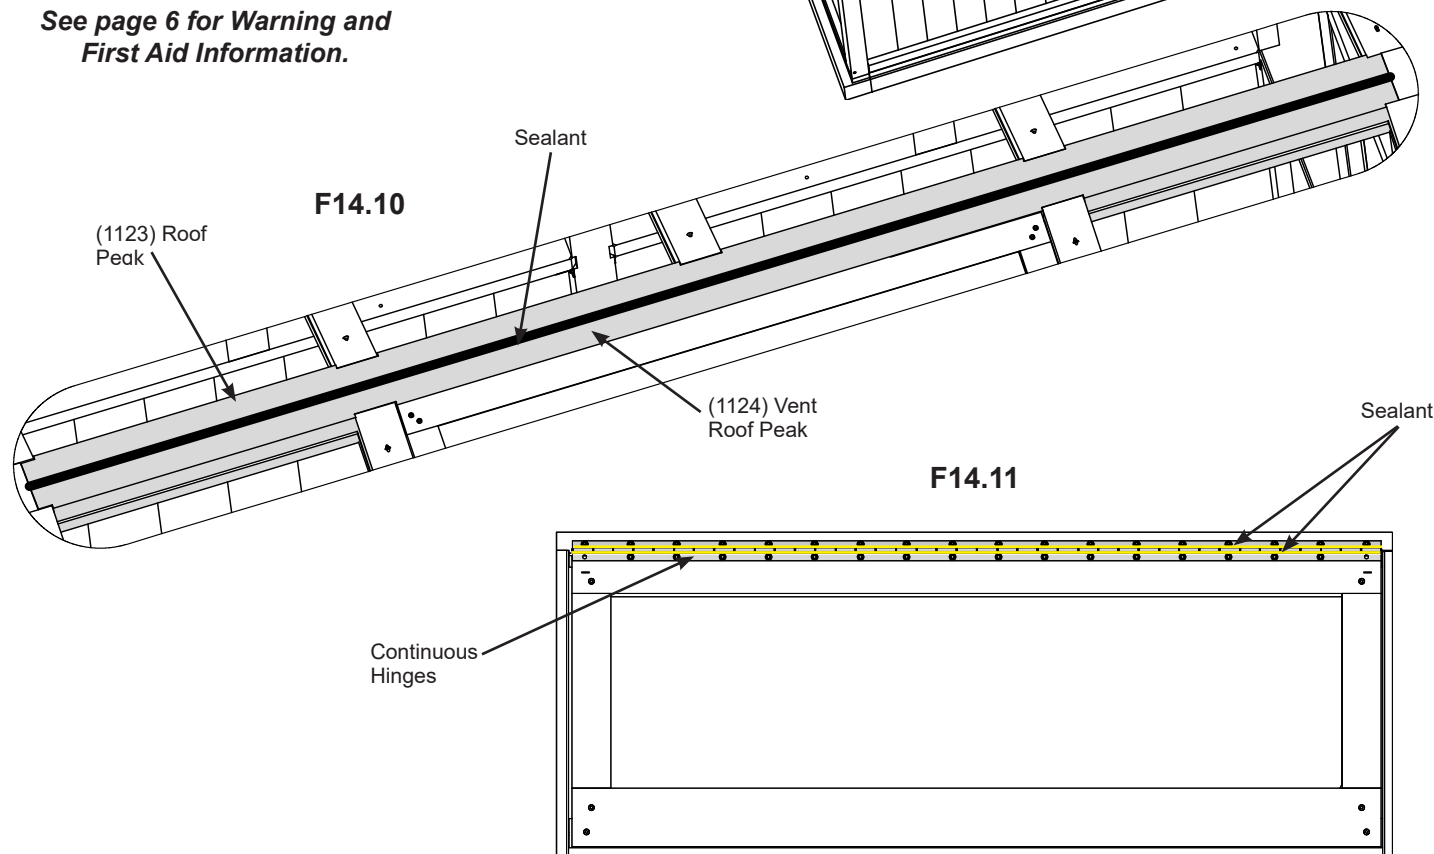 See page 6 for Warning and
First Aid Information.
Sealant
F14.10
(1123) Roof
Peak
(1124) Vent
Roof Peak
Sealant
F14.11
Continuous
Hinges